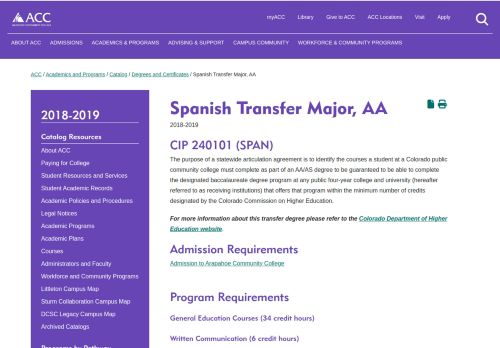 ACC
myACC Library Give to ACC ACC Locations Visit Apply
ABOUT ACC ADMISSIONS ACADEMICS & PROGRAMS ADVISING & SUPPORT CAMPUS COMMUNITY WORKFORCE & COMMUNITY PROGRAMS
ACC / Academics and Programs / Catalog / Degrees and Certificates / Spanish Transfer Major, AA
2018-2019
Catalog Resources
About ACC
Paying for College
Student Resources and Services
Student Academic Records
Academic Policies and Procedures
Legal Notices
Academic Programs
Academic Plans
Courses
Administrators and Faculty
Workforce and Community Programs
Littleton Campus Map
Sturm Collaboration Campus Map
DCSC Legacy Campus Map
Archived Catalogs
Programs by Pathway
Spanish Transfer Major, AA
2018-2019
CIP 240101 (SPAN)
The purpose of a statewide articulation agreement is to identify the courses a student at a Colorado public
community college must complete as part of an AA/AS degree to be guaranteed to be able to complete
the designated baccalaureate degree program at any public four-year college and university (hereafter
referred to as receiving institutions) that offers that program within the minimum number of credits
designated by the Colorado Commission on Higher Education.
For more information about this transfer degree please refer to the Colorado Department of Higher
Education website.
Admission Requirements
Admission to Arapahoe Community College
Program Requirements
General Education Courses (34 credit hours)
Written Communication (6 credit hours)